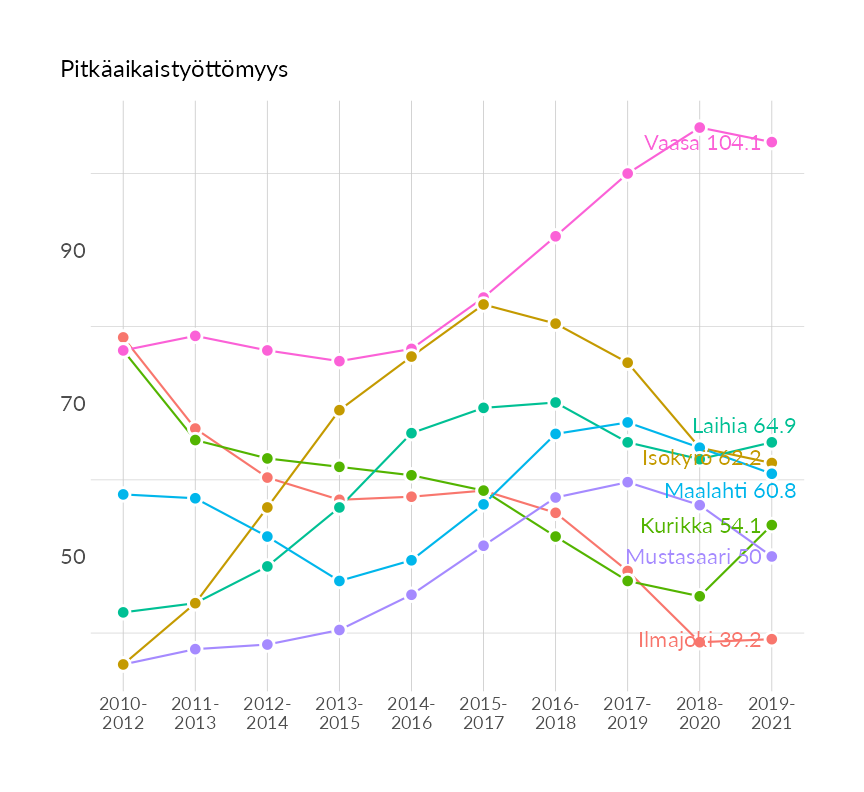 Pitkäaikaistyöttömyys
Vaasa 104.1
90
70
Laihia 64.9
Isokyrö 62.2
Maalahti 60.8
Kurikka 54.1
50
Mustasaari 50
Ilmajoki 39.2
2010- 2011- 2012- 2013- 2014- 2015- 2016- 2017- 2018- 2019-
2012 2013 2014 2015 2016 2017 2018 2019 2020 2021